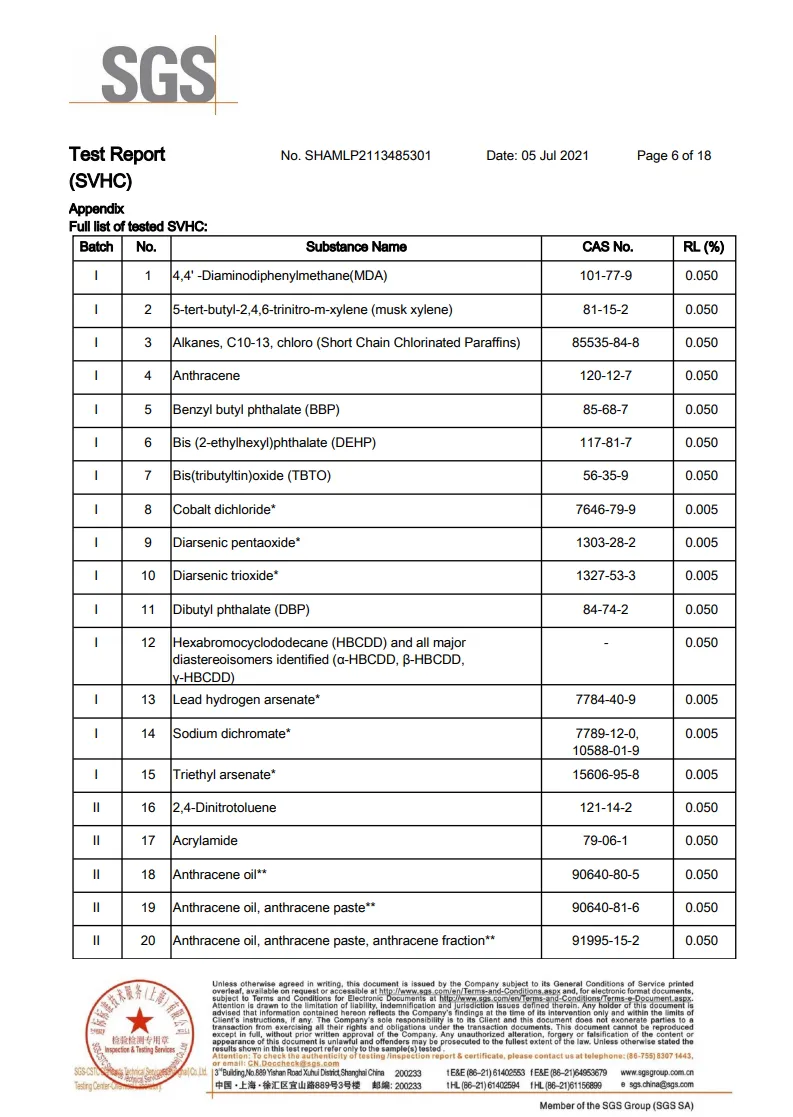 SGS
Test Report
(SVHC)
No. SHAMLP2113485301 Date: 05 Jul 2021 Page 6 of 18
Appendix
Full list of tested SVHC:
Batch No. Substance Name CAS No. RL (%)
I 1 4,4' -Diaminodiphenylmethane(MDA) 101-77-9 0.050
I 2 5-tert-butyl-2,4,6-trinitro-m-xylene (musk xylene) 81-15-2 0.050
I 3 Alkanes, C10-13, chloro (Short Chain Chlorinated Paraffins) 85535-84-8 0.050
I 4 Anthracene 120-12-7 0.050
I 5 Benzyl butyl phthalate (BBP) 85-68-7 0.050
I 6 Bis (2-ethylhexyl)phthalate (DEHP) 117-81-7 0.050
I 7 Bis(tributyltin)oxide (TBTO) 56-35-9 0.050
I 8 Cobalt dichloride* 7646-79-9 0.005
I 9 Diarsenic pentaoxide* 1303-28-2 0.005
I 10 Diarsenic trioxide* 1327-53-3 0.005
I 11 Dibutyl phthalate (DBP) 84-74-2 0.050
I 12 Hexabromocyclododecane (HBCDD) and all major - 0.050
diastereoisomers identified (α-HBCDD, β-HBCDD,
γ-HBCDD)
I 13 Lead hydrogen arsenate* 7784-40-9 0.005
I 14 Sodium dichromate* 7789-12-0, 0.005
10588-01-9
I 15 Triethyl arsenate* 15606-95-8 0.005
II 16 2,4-Dinitrotoluene 121-14-2 0.050
II 17 Acrylamide 79-06-1 0.050
II 18 Anthracene oil** 90640-80-5 0.050
II 19 Anthracene oil, anthracene paste** 90640-81-6 0.050
II 20 Anthracene oil, anthracene paste, anthracene fraction** 91995-15-2 0.050
Unless otherwise agreed in writing, this document is issued by the Company subject to its General Conditions of Service printed
overleaf, available on request or accessible at http://www.sgs.com/en/Terms-and-Conditions.aspx and, for electronic format documents,
subject to Terms and Conditions for Electronic Documents at http://www.sgs.com/en/Terms-and-Conditions/Terms-e-Document.aspx.
Attention is drawn to the limitation of liability, indemnification and jurisdiction issues defined therein. Any holder of this document is
advised that information contained hereon reflects the Company's findings at the time of its intervention only and within the limits of
Client's instructions, if any. The Company's sole responsibility is to its Client and this document does not exonerate parties to a
transaction from exercising all their rights and obligations under the transaction documents. This document cannot be reproduced
except in full, without prior written approval of the Company. Any unauthorized alteration, forgery or falsification of the content or
appearance of this document is unlawful and offenders may be prosecuted to the fullest extent of the law. Unless otherwise stated the
results shown in this test report refer only to the sample(s) tested .
Attention: To check the authenticity of testing /inspection report & certificate, please contact us at telephone: (86-755) 8307 1443,
or email: CN.Doccheck@sgs.com
检验检测专用章
Inspection & Testing Services
3rd Building,No.889 Yishan Road Xuhui District,Shanghai China 200233 t E&E (86–21) 61402553 f E&E (86–21)64953679 www.sgsgroup.com.cn
中国・上海・徐汇区宜山路889号3号楼 邮编: 200233 t HL (86–21) 61402594 f HL (86–21)61156899 e sgs.china@sgs.com
Member of the SGS Group (SGS SA)